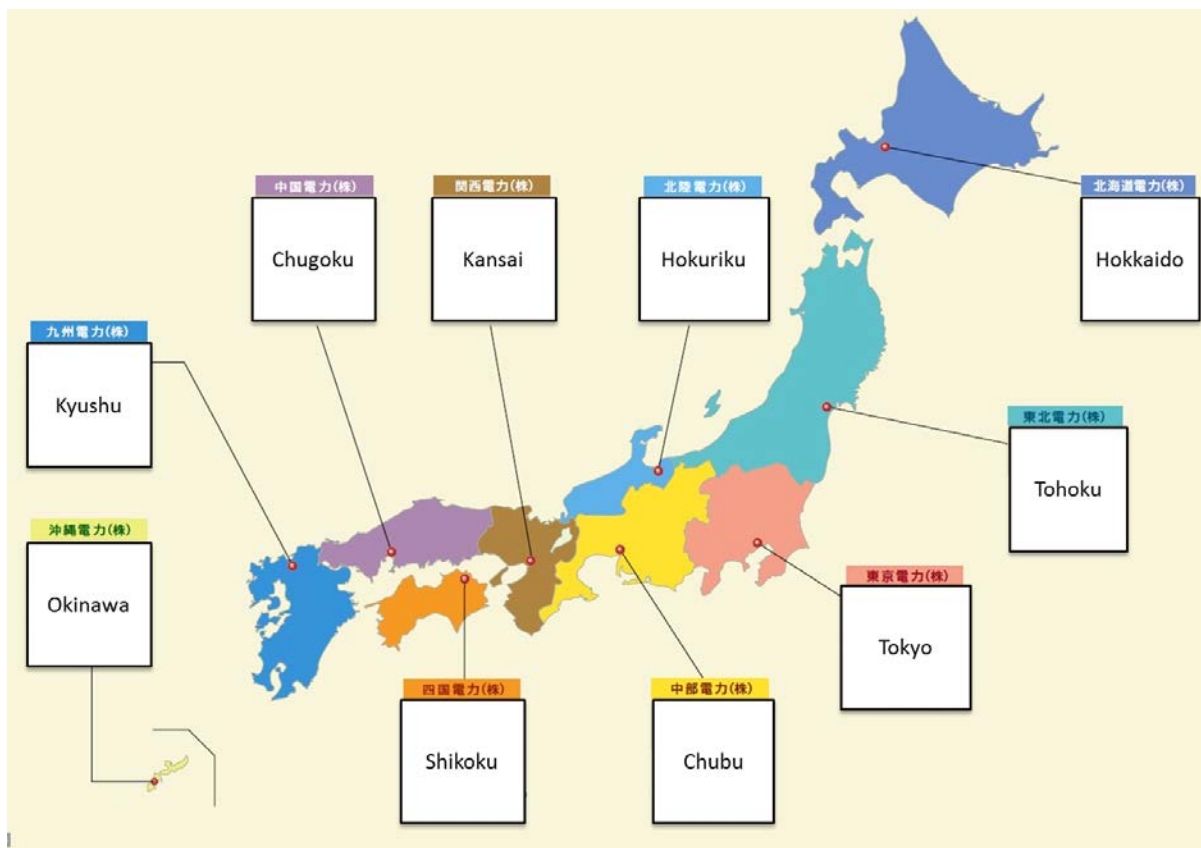 中国電力(株)
Chugoku
関西電力(株)
Kansai
北陸電力(株)
Hokuriku
北海道電力(株)
Hokkaido
九州電力(株)
Kyushu
東北電力(株)
Tohoku
沖縄電力(株)
Okinawa
東京電力(株)
Tokyo
四国電力(株)
Shikoku
中部電力(株)
Chubu